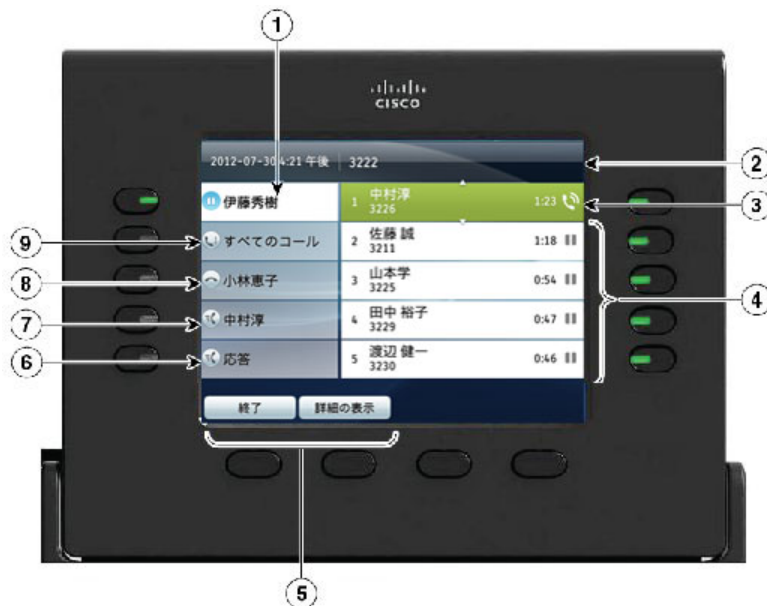 1
CISCO
2012-07-30 4:21 午後 3222
2
伊藤秀樹
1 中村淳 1:23
3226
3
9
すべてのコール
2 佐藤 誠 1:18
3211
8
小林恵子
3 山本学 0:54
3225
4
7
中村淳
4 田中 裕子 0:47
3229
6
応答
5 渡辺 健一 0:46
3230
終了 詳細の表示
5